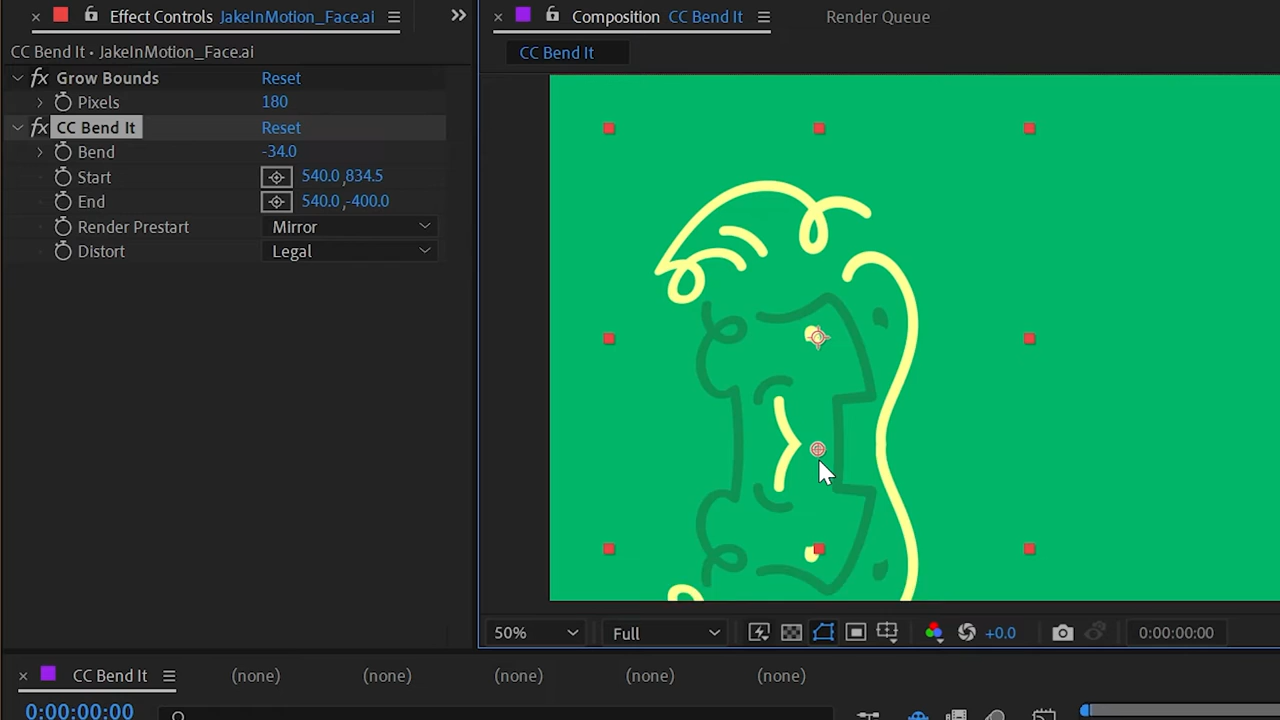 Effect Controls JakeInMotion_Face.ai
Composition CC Bend It
Render Queue
CC Bend It • JakeInMotion_Face.ai
CC Bend It
fx Grow Bounds Reset
Pixels 180
fx CC Bend It Reset
Bend -34.0
Start 540.0,834.5
End 540.0,-400.0
Render Prestart Mirror
Distort Legal
50% Full +0.0 0:00:00:00
CC Bend It (none) (none) (none) (none) (none)
0:00:00:00